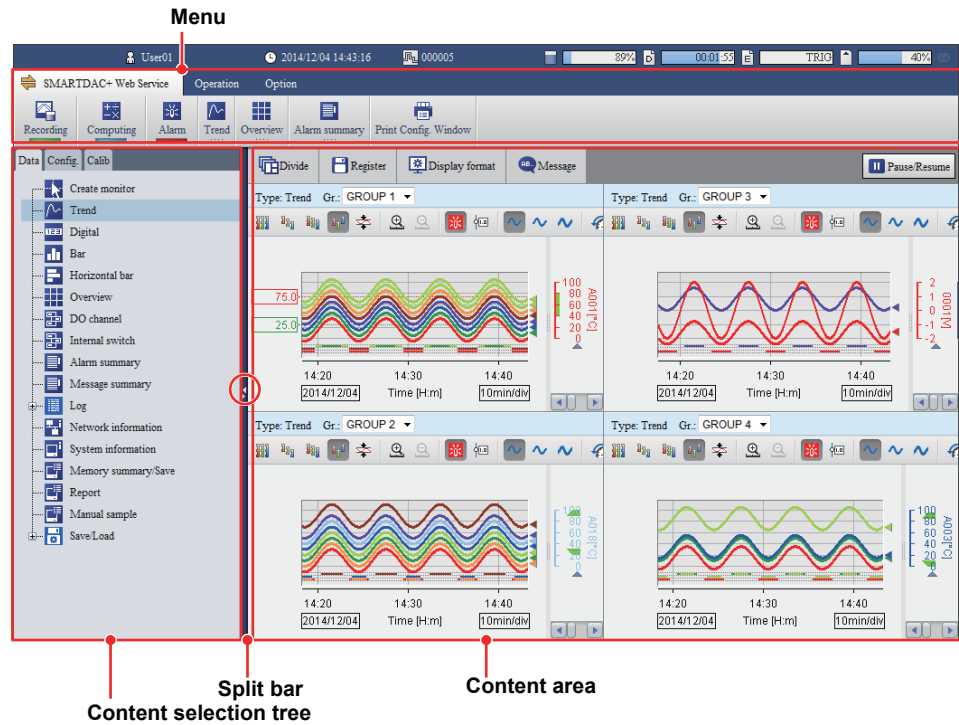 Menu
User01 2014/12/04 14:43:16 000005 89% D 00:01:55 E TRIG 40%
SMARTDAC+ Web Service Operation Option
Recording Computing Alarm Trend Overview Alarm summary Print Config. Window
Data Config. Calib
Create monitor
Trend
Digital
Bar
Horizontal bar
Overview
DO channel
Internal switch
Alarm summary
Message summary
Log
Network information
System information
Memory summary/Save
Report
Manual sample
Save/Load
Divide Register Display format Message Pause/Resume
Type: Trend Gr.: GROUP 1
75.0
25.0
100
80
60
40
20
0
A001[°C]
14:20 14:30 14:40
2014/12/04 Time [H:m] 10min/div
Type: Trend Gr.: GROUP 3
2
1
0
-1
-2
0001[M]
14:20 14:30 14:40
2014/12/04 Time [H:m] 10min/div
Type: Trend Gr.: GROUP 2
100
80
60
40
20
0
A018[°C]
14:20 14:30 14:40
2014/12/04 Time [H:m] 10min/div
Type: Trend Gr.: GROUP 4
100
80
60
40
20
0
A003[°C]
14:20 14:30 14:40
2014/12/04 Time [H:m] 10min/div
Split bar
Content area
Content selection tree